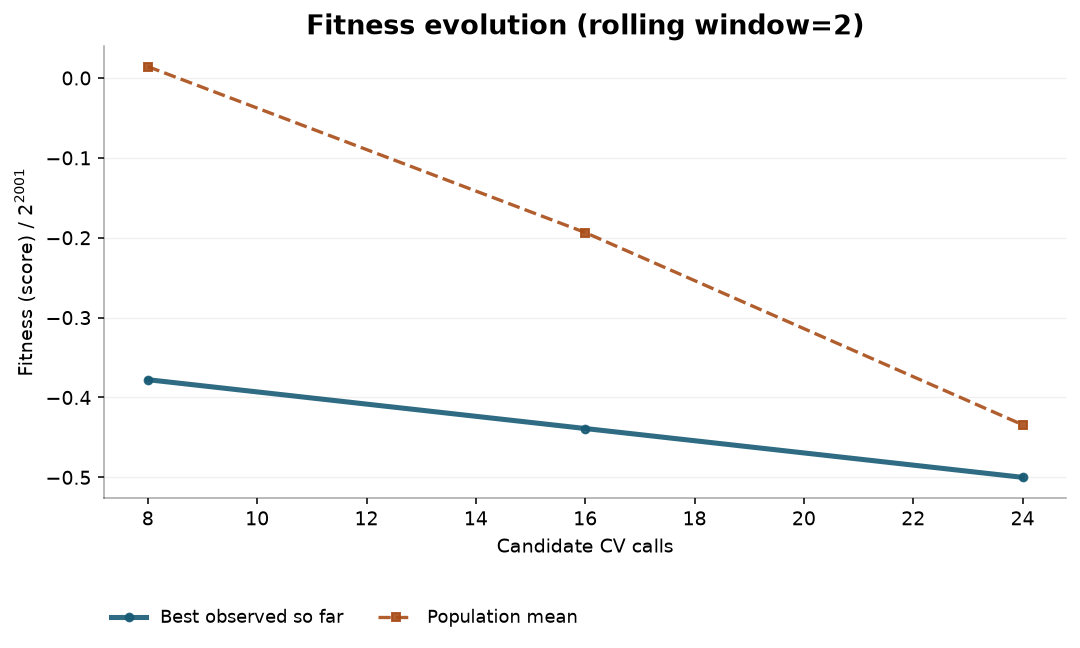 Fitness evolution (rolling window=2)
Fitness (score) / 2^2001
0.0
−0.1
−0.2
−0.3
−0.4
−0.5
8 10 12 14 16 18 20 22 24
Candidate CV calls
Best observed so far Population mean